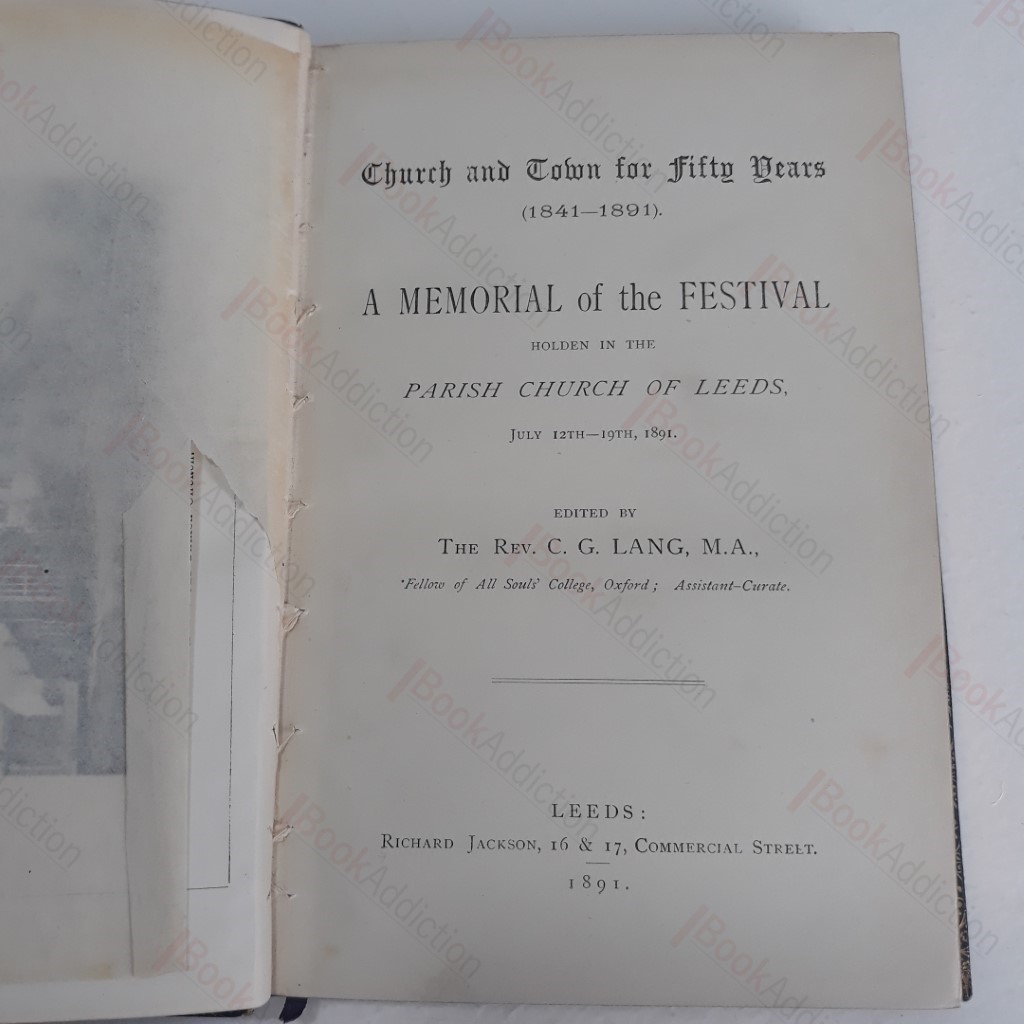 Church and Town for Fifty Years
(1841—1891).
A MEMORIAL of the FESTIVAL
HOLDEN IN THE
PARISH CHURCH OF LEEDS,
JULY 12TH—19TH, 1891.
EDITED BY
THE REV. C. G. LANG, M.A.,
Fellow of All Souls' College, Oxford; Assistant-Curate.
LEEDS:
RICHARD JACKSON, 16 & 17, COMMERCIAL STREET.
1891.
BookAddiction